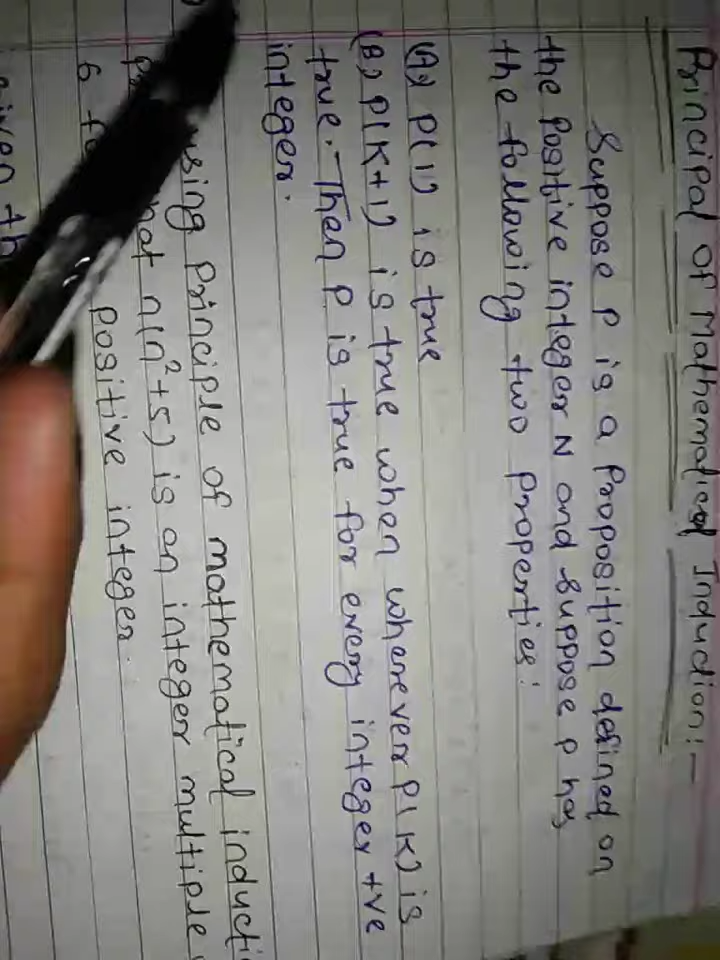 Principal of Mathematical Induction:-
Suppose P is a proposition defined on
the positive integer N and suppose P has
the following two properties:
(A) P(1) is true
(B) P(K+1) is true when whenever P(K) is
true. Then P is true for every integer +ve
integer.
using principle of mathematical inducti
n(n²+5) is an integer multiple
6 positive integer.